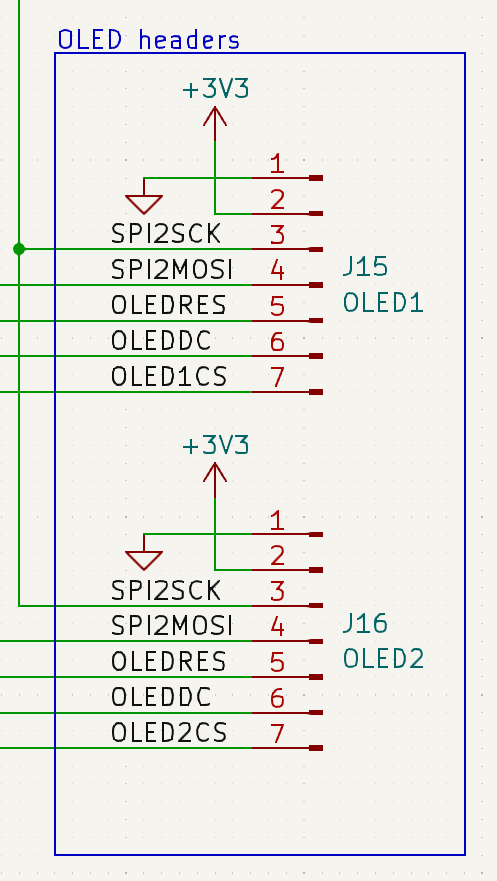 OLED headers
+3V3
1
2
SPI2SCK 3
SPI2MOSI 4 J15
OLEDRES 5 OLED1
OLEDDC 6
OLED1CS 7
+3V3
1
2
SPI2SCK 3
SPI2MOSI 4 J16
OLEDRES 5 OLED2
OLEDDC 6
OLED2CS 7